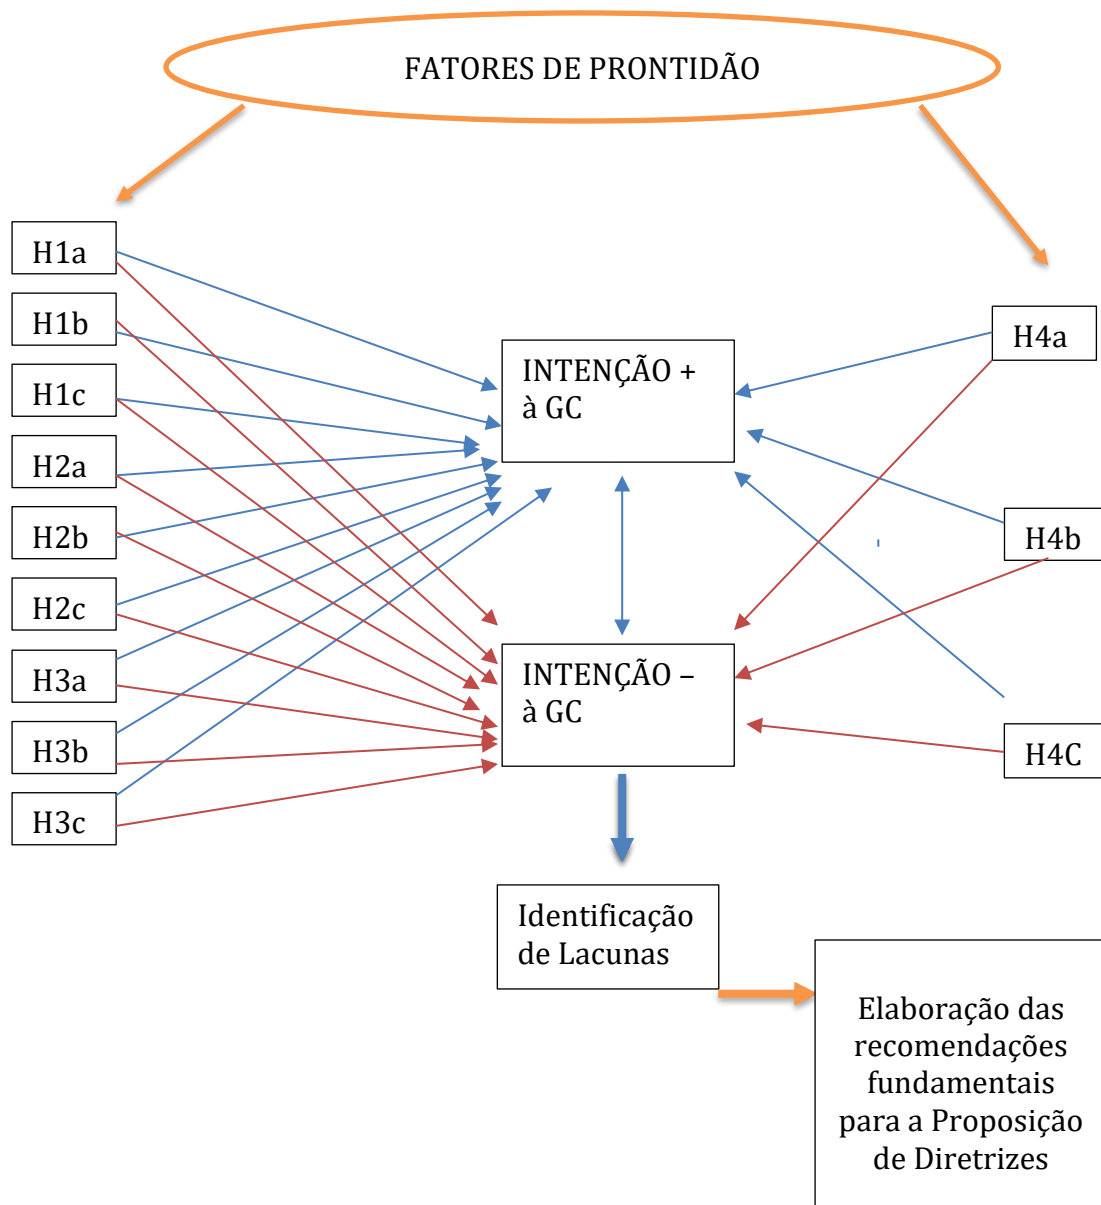 FATORES DE PRONTIDÃO
H1a
H1b
H1c
H2a
H2b
H2c
H3a
H3b
H3c
INTENÇÃO +
à GC
INTENÇÃO –
à GC
H4a
H4b
H4C
Identificação
de Lacunas
Elaboração das
recomendações
fundamentais
para a Proposição
de Diretrizes